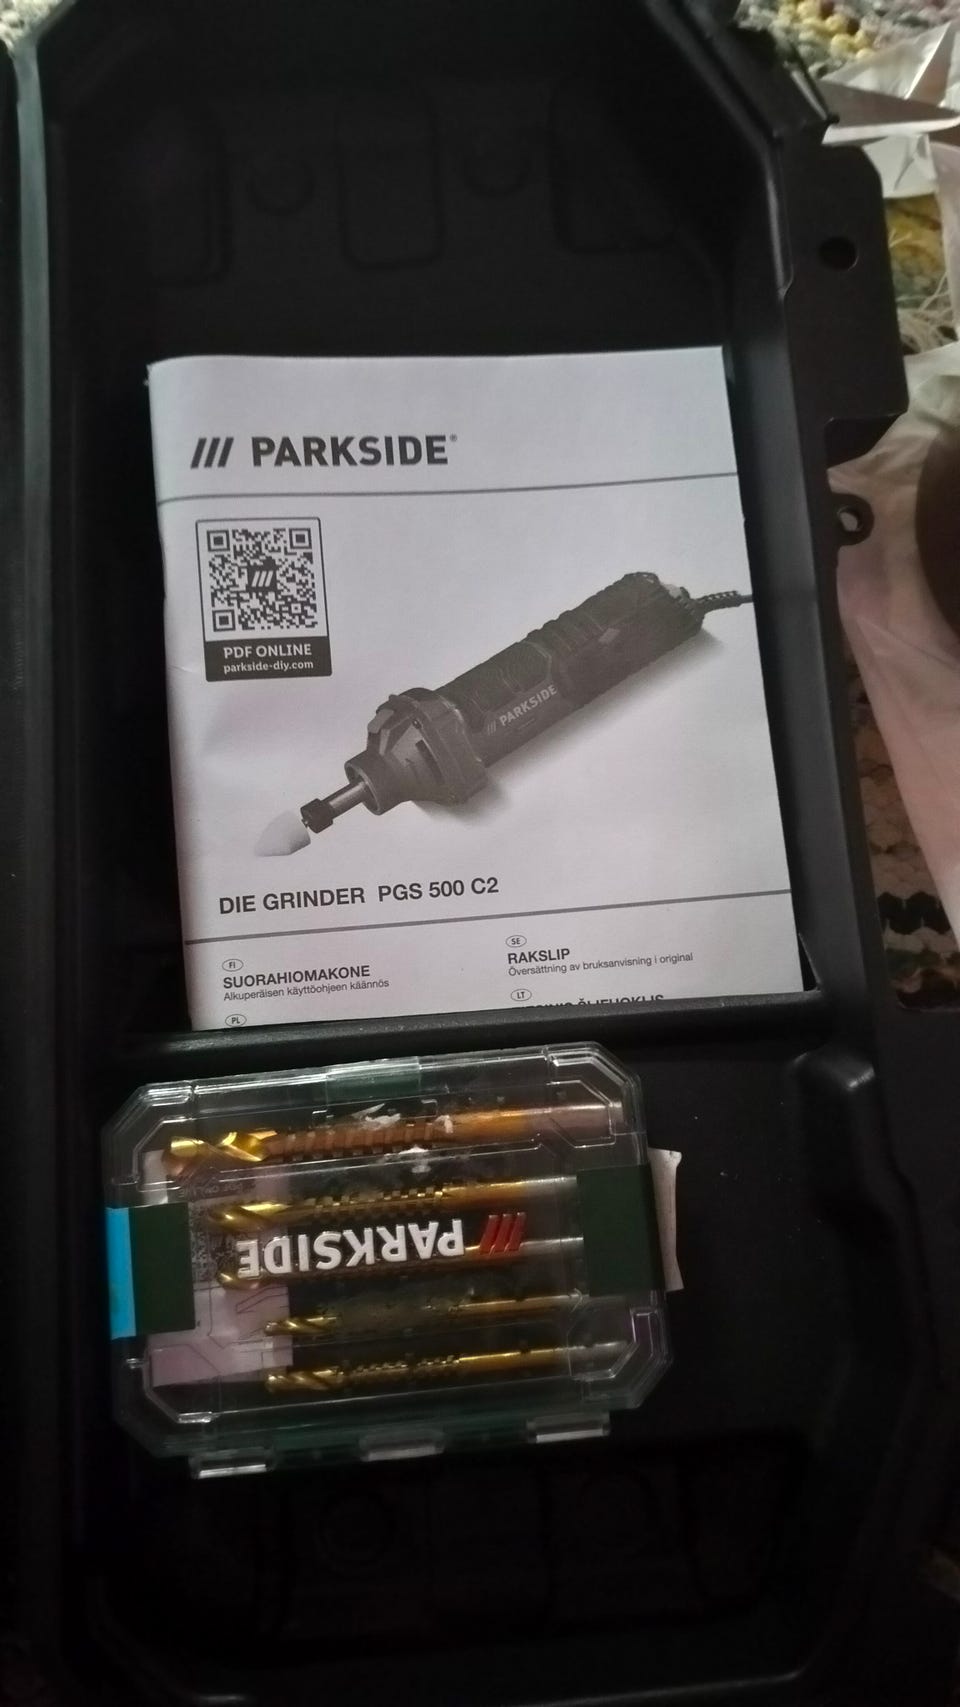 /// PARKSIDE®
PDF ONLINE
parkside-diy.com
/// PARKSIDE
DIE GRINDER PGS 500 C2
FI
SUORAHIOMAKONE
Alkuperäisen käyttöohjeen käännös
SE
RAKSLIP
Översättning av bruksanvisning i original
PL
LT
/// PARKSIDE